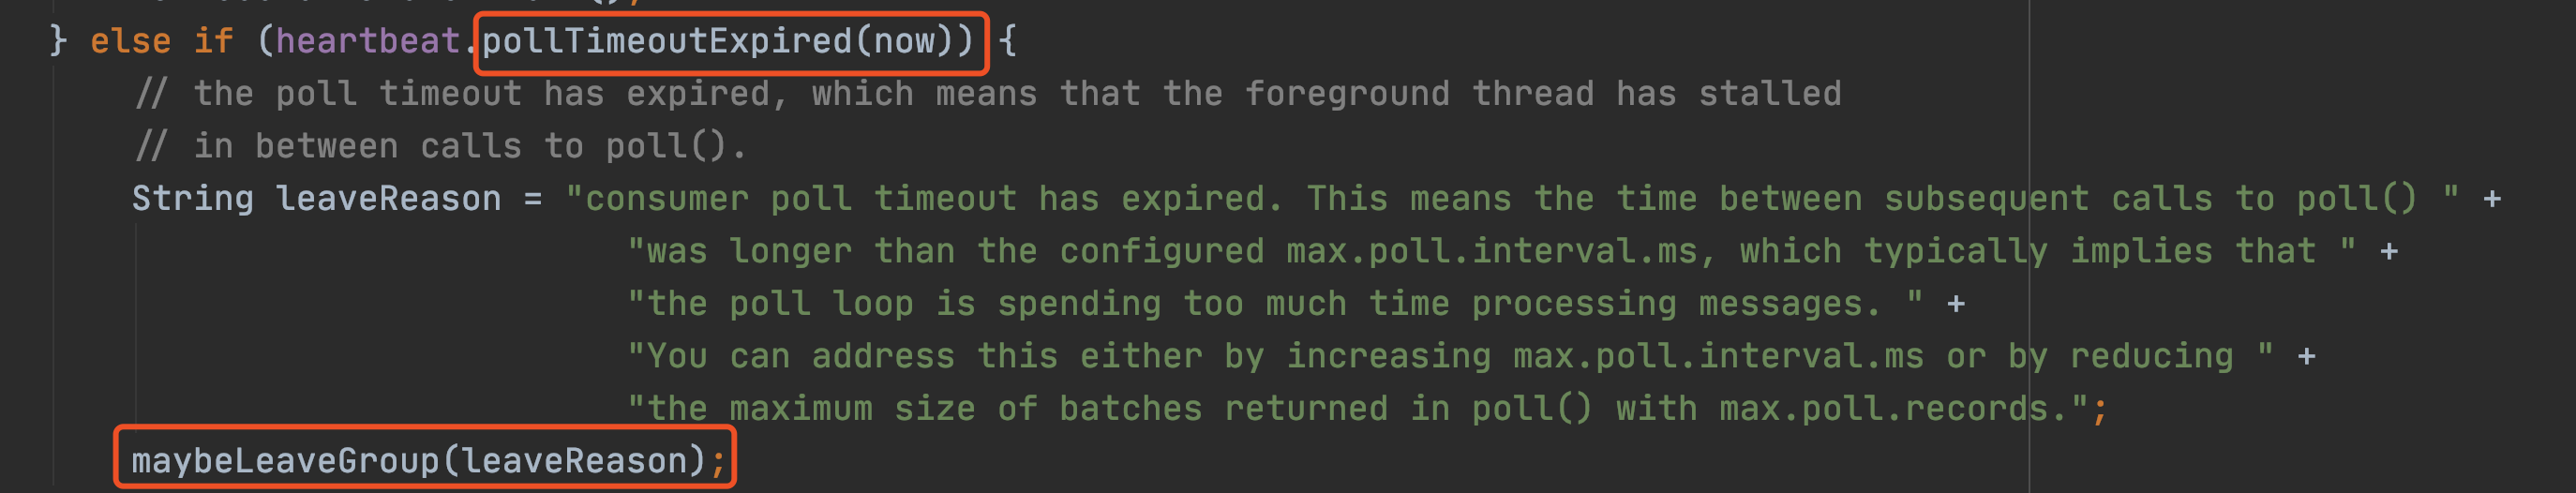 } else if (heartbeat.pollTimeoutExpired(now)) {
// the poll timeout has expired, which means that the foreground thread has stalled
// in between calls to poll().
String leaveReason = "consumer poll timeout has expired. This means the time between subsequent calls to poll() " +
"was longer than the configured max.poll.interval.ms, which typically implies that " +
"the poll loop is spending too much time processing messages. " +
"You can address this either by increasing max.poll.interval.ms or by reducing " +
"the maximum size of batches returned in poll() with max.poll.records.";
maybeLeaveGroup(leaveReason);